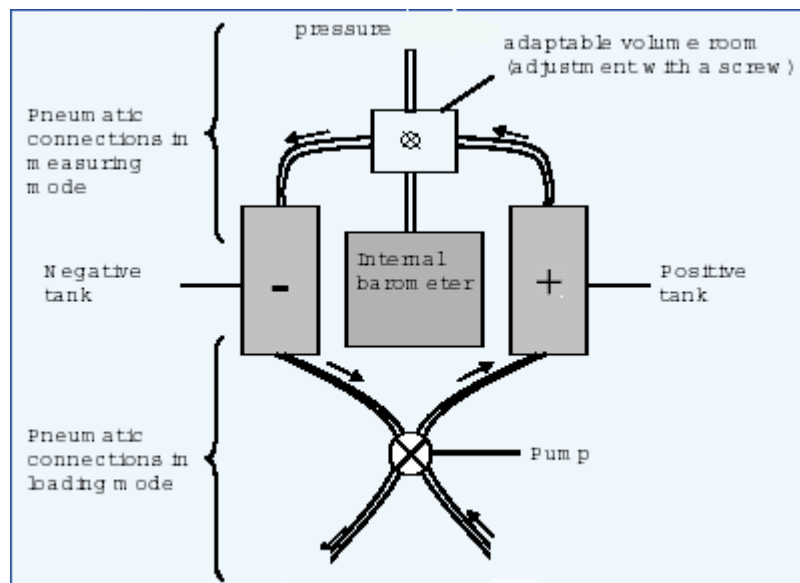 pressure
adaptable volume room
(adjustment with a screw)
Pneumatic
connections in
measuring
mode
Negative
tank
-
Internal
barometer
+
Positive
tank
Pneumatic
connections in
loading mode
Pump